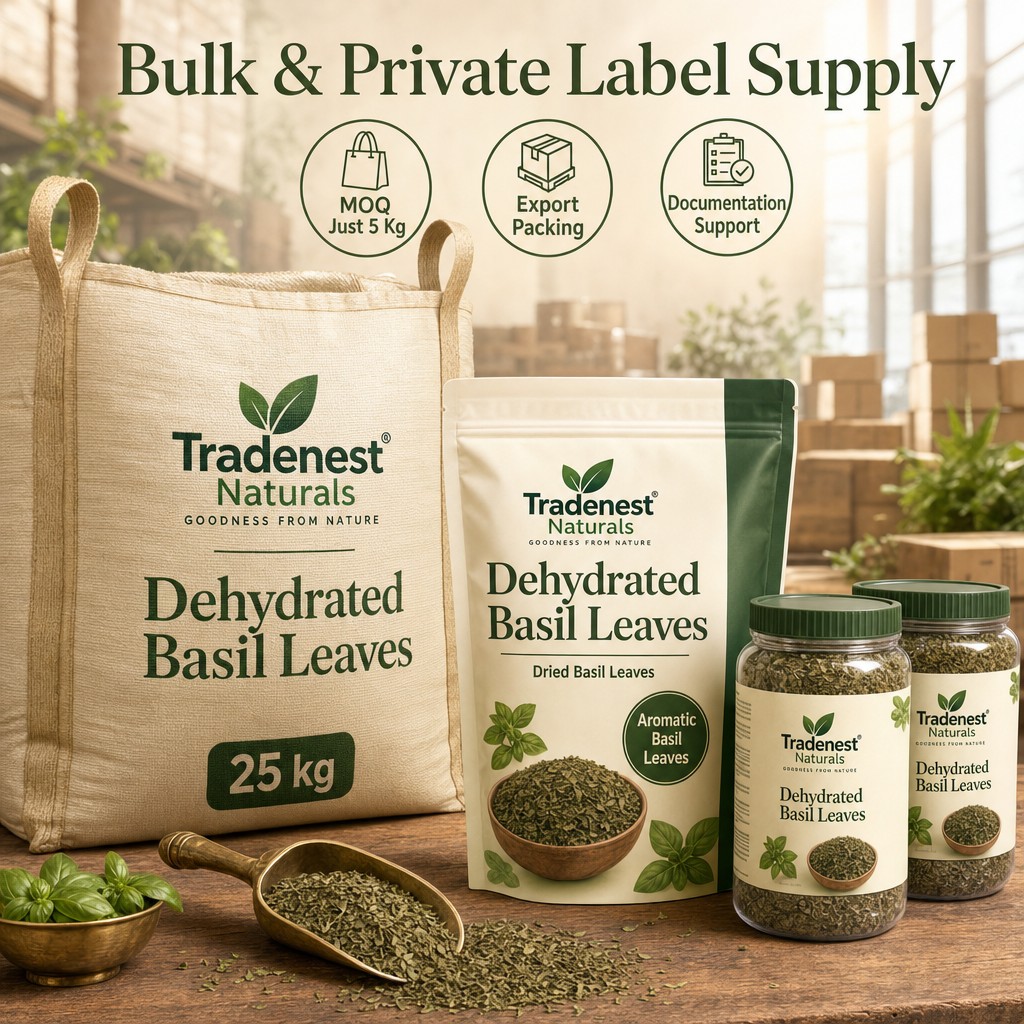 Bulk & Private Label Supply
MOQ
Just 5 Kg
Export
Packing
Documentation
Support
Tradenest®
Naturals
GOODNESS FROM NATURE
Dehydrated
Basil Leaves
25 kg
Tradenest®
Naturals
GOODNESS FROM NATURE
Dehydrated
Basil Leaves
Dried Basil Leaves
Aromatic
Basil
Leaves
Tradenest®
Naturals
GOODNESS FROM NATURE
Dehydrated
Basil Leaves
Tradenest®
Naturals
GOODNESS FROM NATURE
Dehydrated
Basil Leaves